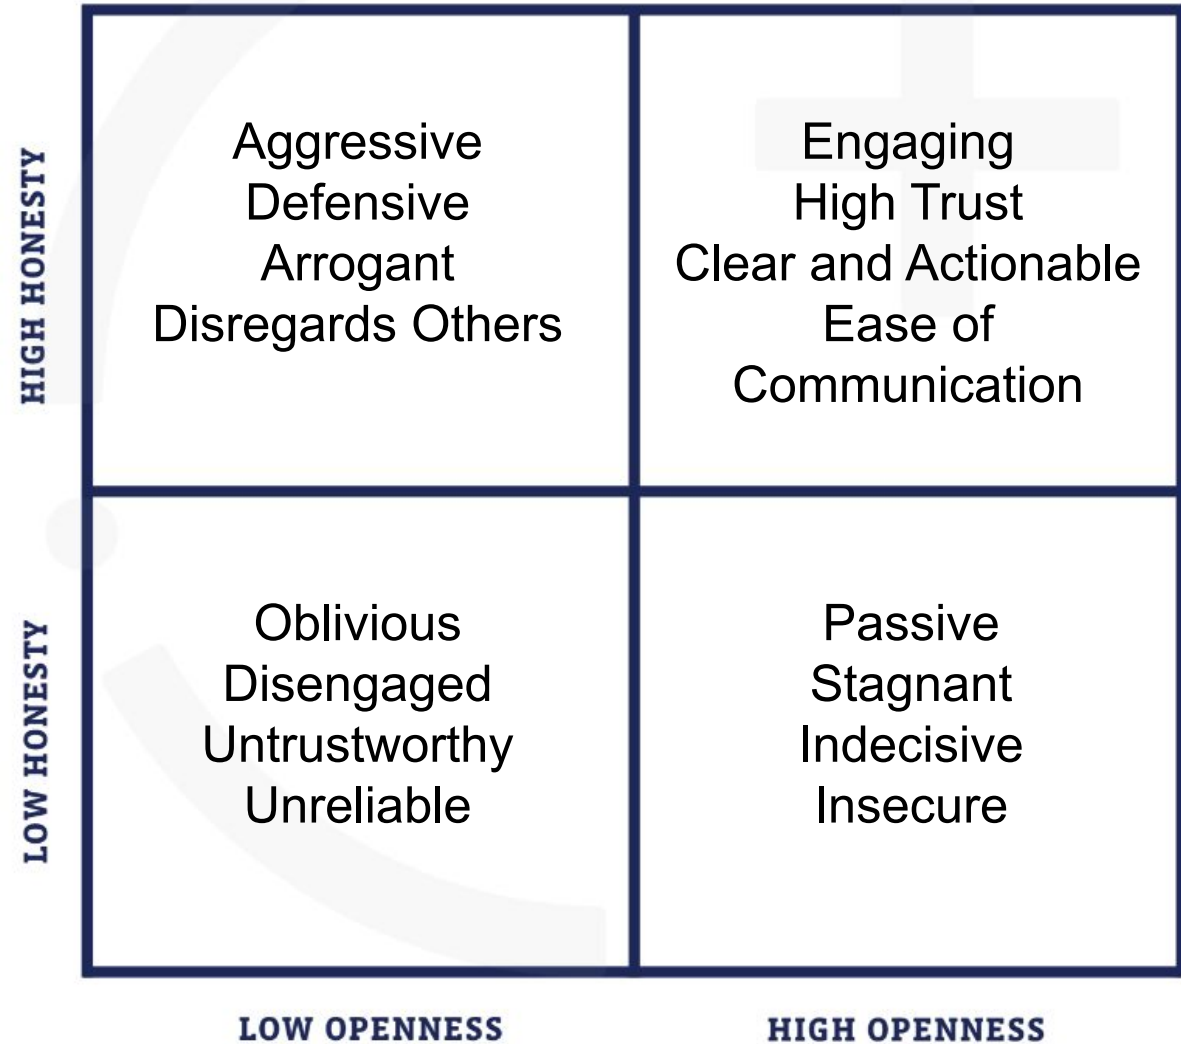 HIGH HONESTY
Aggressive
Defensive
Arrogant
Disregards Others
Engaging
High Trust
Clear and Actionable
Ease of
Communication
LOW HONESTY
Oblivious
Disengaged
Untrustworthy
Unreliable
Passive
Stagnant
Indecisive
Insecure
LOW OPENNESS
HIGH OPENNESS